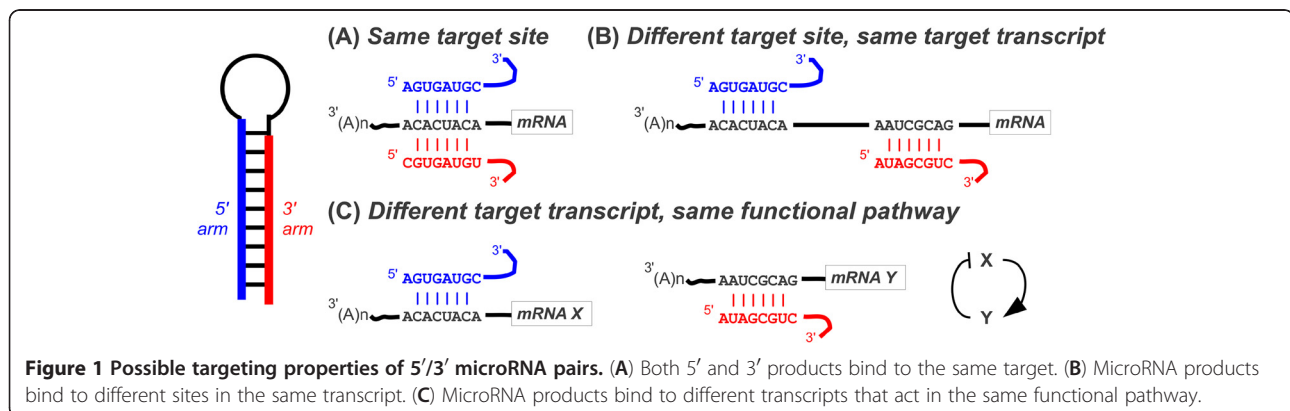 (A) Same target site
3'
5' AGUGAUGC
3' (A)n ACACUACA mRNA
5' CGUGAUGU
3'
(B) Different target site, same target transcript
3'
5' AGUGAUGC
3' (A)n ACACUACA AAUCGCAG mRNA
5' AUAGCGUC
3'
5' arm
3' arm
(C) Different target transcript, same functional pathway
3'
5' AGUGAUGC
3' (A)n ACACUACA mRNA X
3' (A)n AAUCGCAG mRNA Y
5' AUAGCGUC
3'
X
Y
Figure 1 Possible targeting properties of 5′/3′ microRNA pairs. (A) Both 5′ and 3′ products bind to the same target. (B) MicroRNA products
bind to different sites in the same transcript. (C) MicroRNA products bind to different transcripts that act in the same functional pathway.